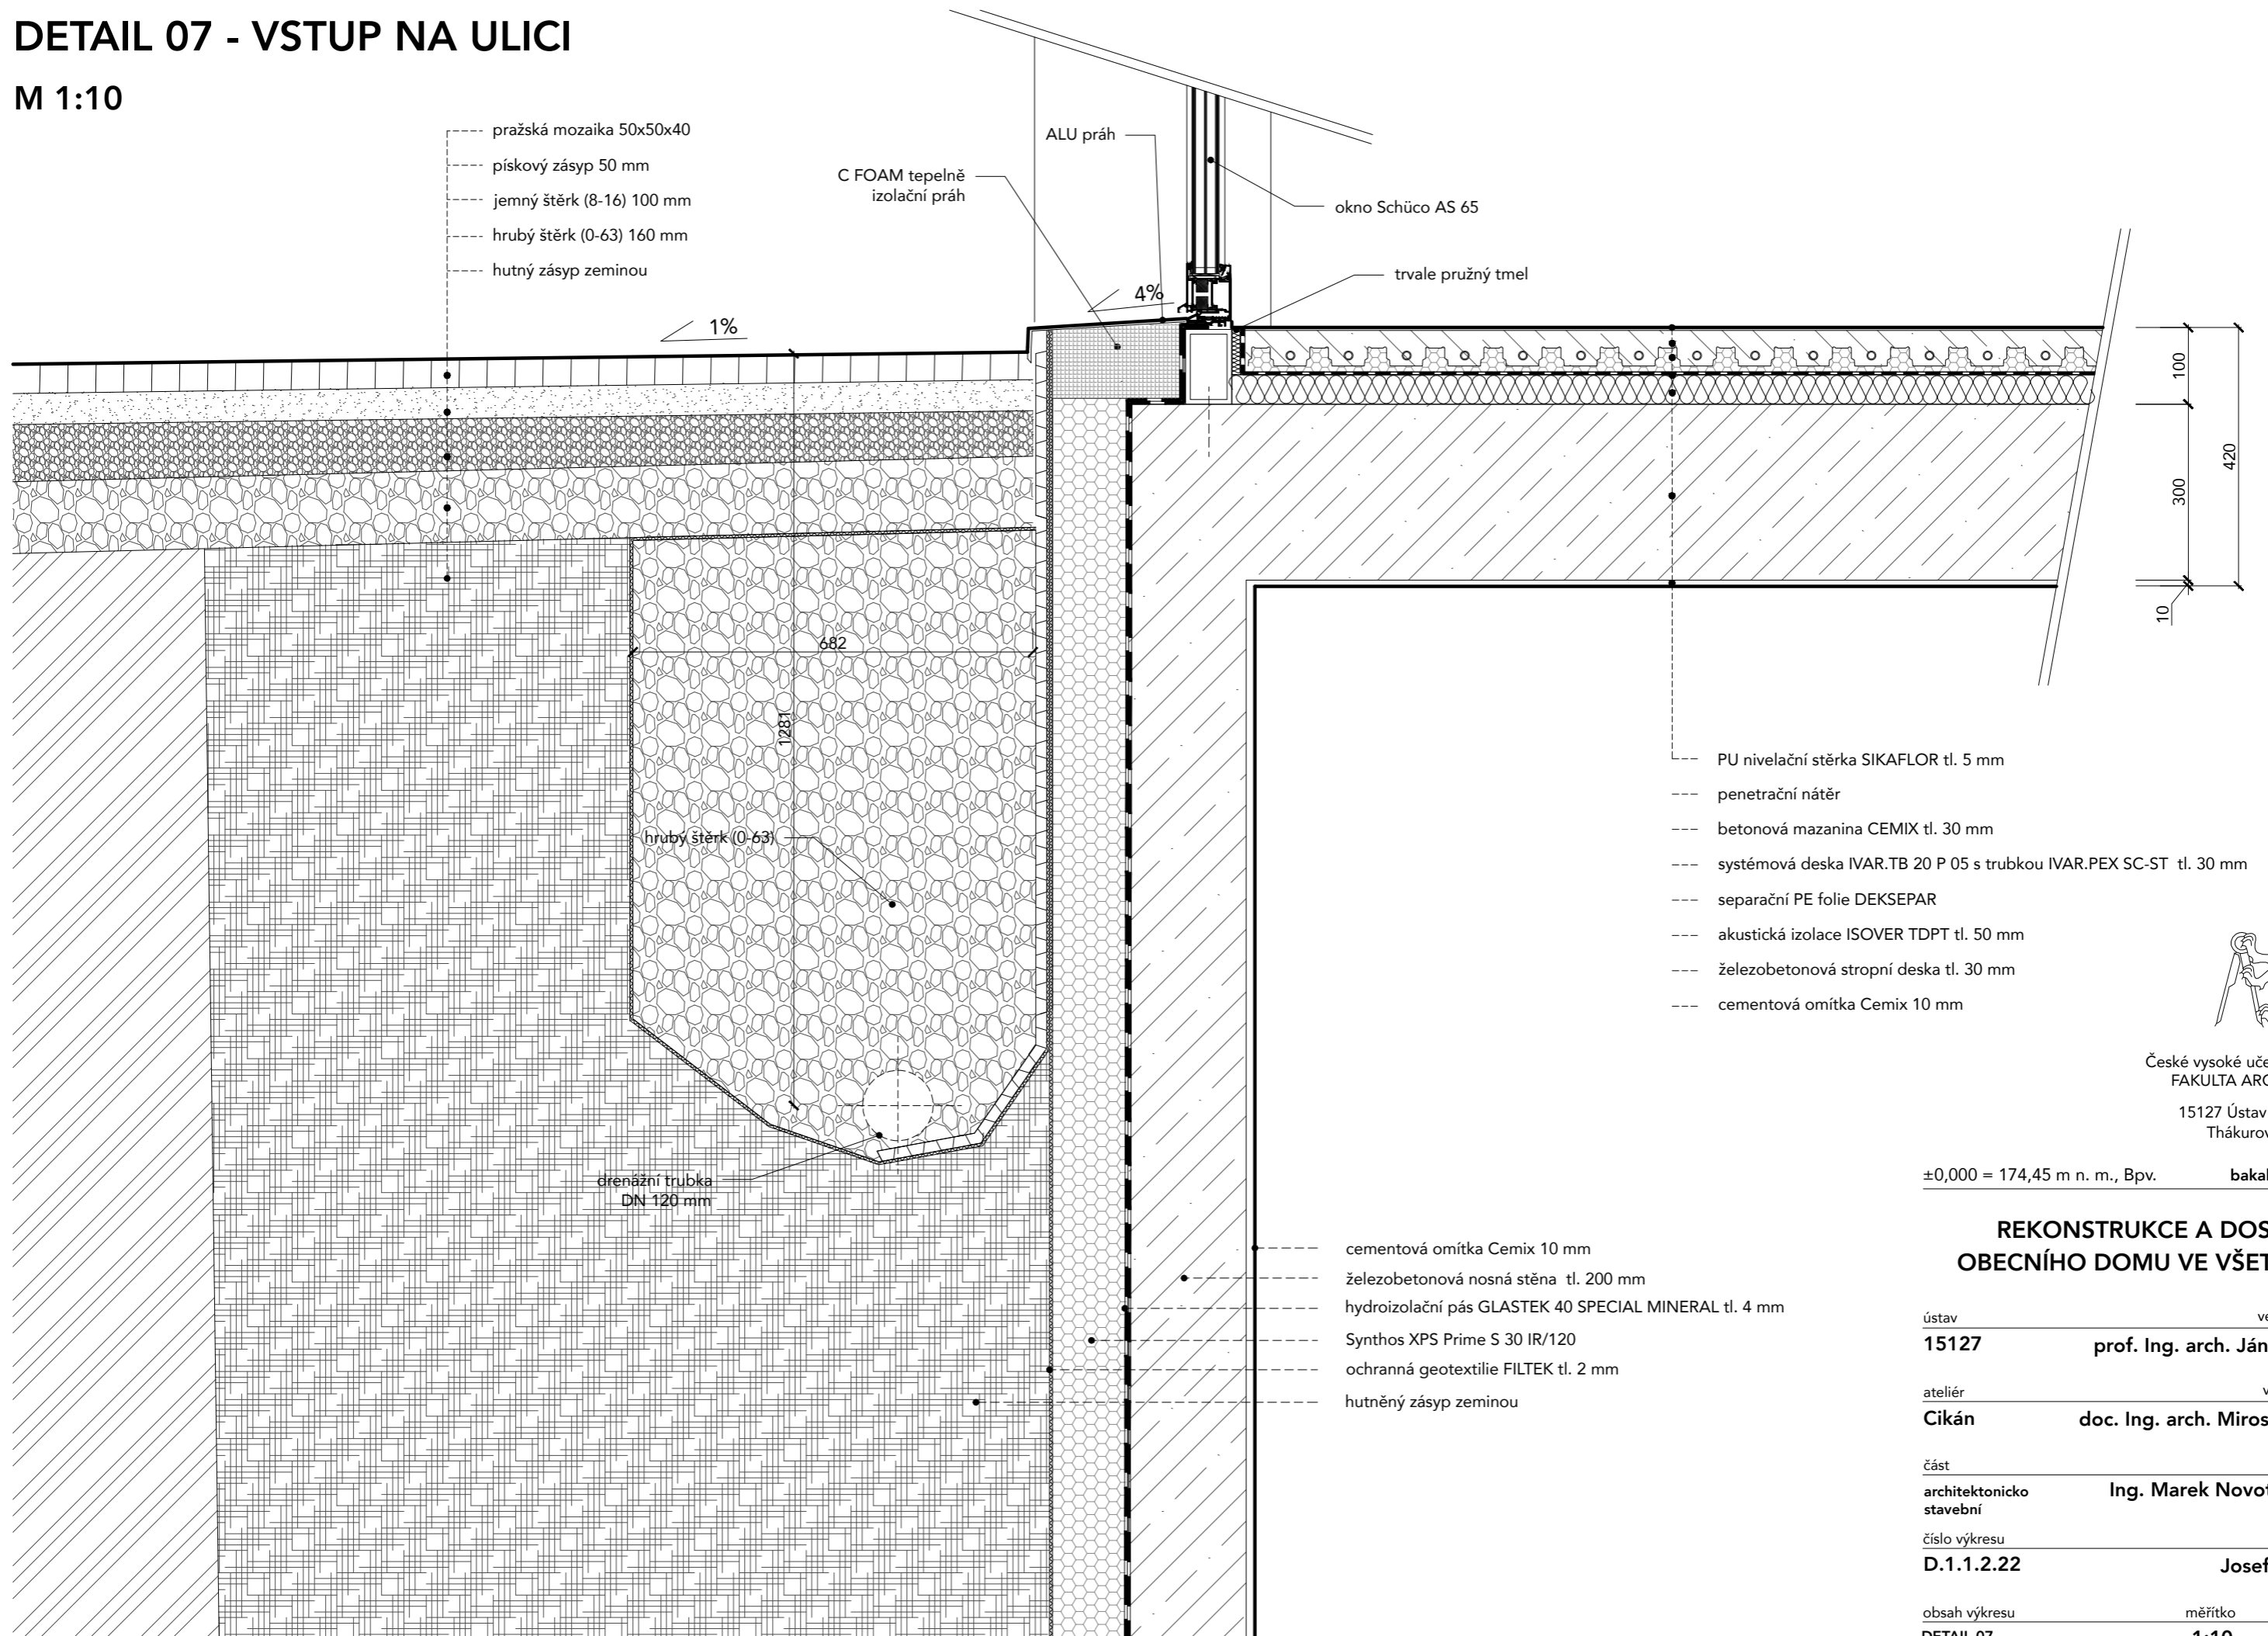 DETAIL 07 - VSTUP NA ULICI
M 1:10
pražská mozaika 50x50x40
pískový zásyp 50 mm
jemný štěrk (8-16) 100 mm
hrubý štěrk (0-63) 160 mm
hutný zásyp zeminou
ALU práh
C FOAM tepelně
izolační práh
okno Schüco AS 65
trvale pružný tmel
4%
1%
100
300
420
10
682
1281
hrubý štěrk (0-63)
drenážní trubka
DN 120 mm
PU nivelační stěrka SIKAFLOR tl. 5 mm
penetrační nátěr
betonová mazanina CEMIX tl. 30 mm
systémová deska IVAR.TB 20 P 05 s trubkou IVAR.PEX SC-ST tl. 30 mm
separační PE folie DEKSEPAR
akustická izolace ISOVER TDPT tl. 50 mm
železobetonová stropní deska tl. 30 mm
cementová omítka Cemix 10 mm
cementová omítka Cemix 10 mm
železobetonová nosná stěna tl. 200 mm
hydroizolační pás GLASTEK 40 SPECIAL MINERAL tl. 4 mm
Synthos XPS Prime S 30 IR/120
ochranná geotextilie FILTEK tl. 2 mm
hutněný zásyp zeminou
České vysoké
FAKULTA
15127 Ústav
±0,000 = 174,45 m n. m., Bpv.
REKONSTRUKCE A
OBECNÍHO DOMU VE
ústav
15127 prof. Ing. arch. Ján
ateliér
Cikán doc. Ing. arch.
část
architektonicko
stavební
Ing. Marek
číslo výkresu
D.1.1.2.22 Josef
obsah výkresu měřítko
DETAIL 07 1:10